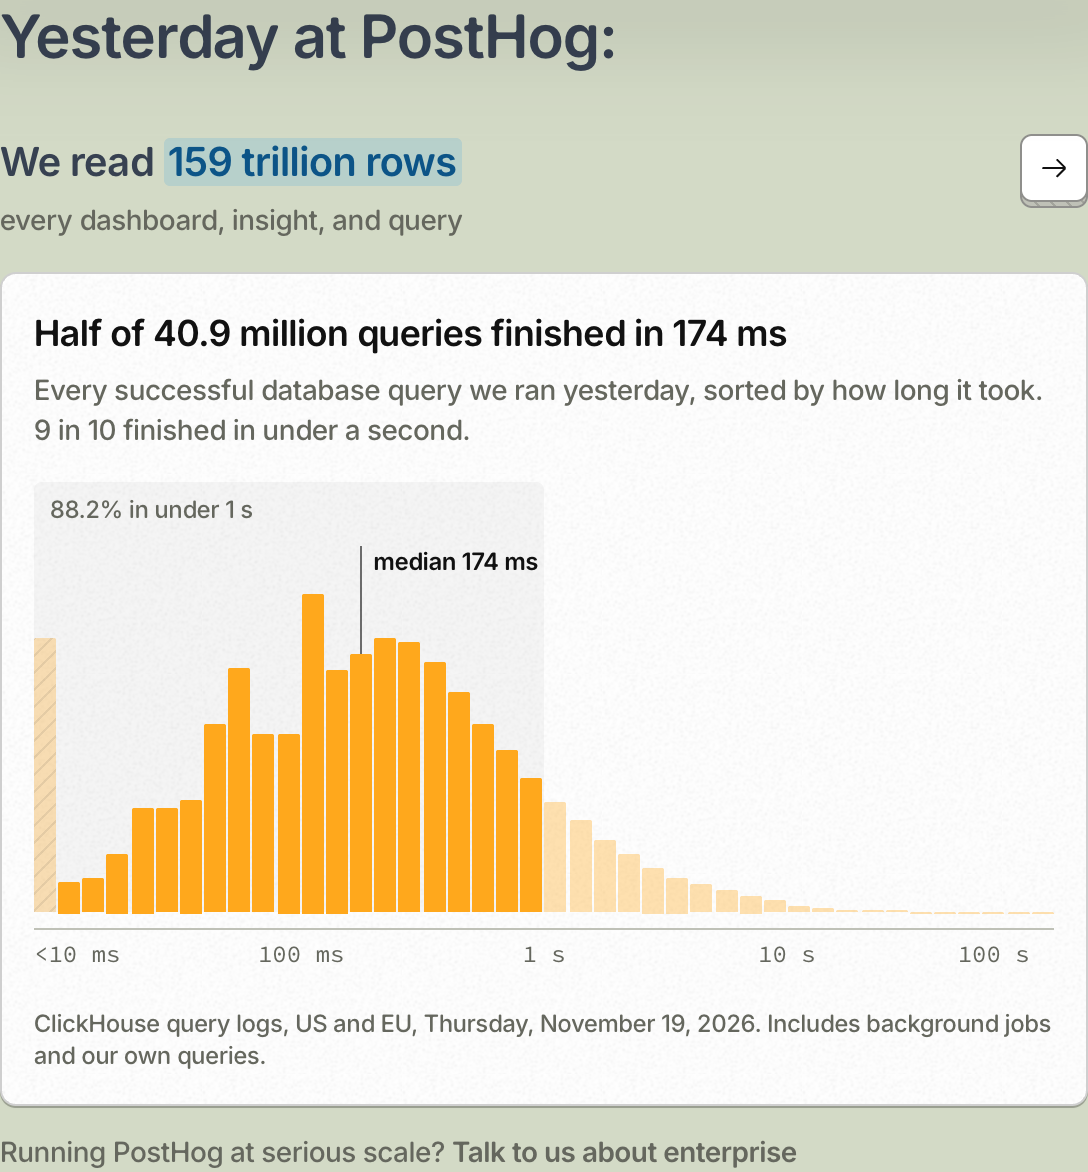 Yesterday at PostHog:
We read 159 trillion rows
→
every dashboard, insight, and query
Half of 40.9 million queries finished in 174 ms
Every successful database query we ran yesterday, sorted by how long it took.
9 in 10 finished in under a second.
88.2% in under 1 s
median 174 ms
<10 ms 100 ms 1 s 10 s 100 s
ClickHouse query logs, US and EU, Thursday, November 19, 2026. Includes background jobs
and our own queries.
Running PostHog at serious scale? Talk to us about enterprise